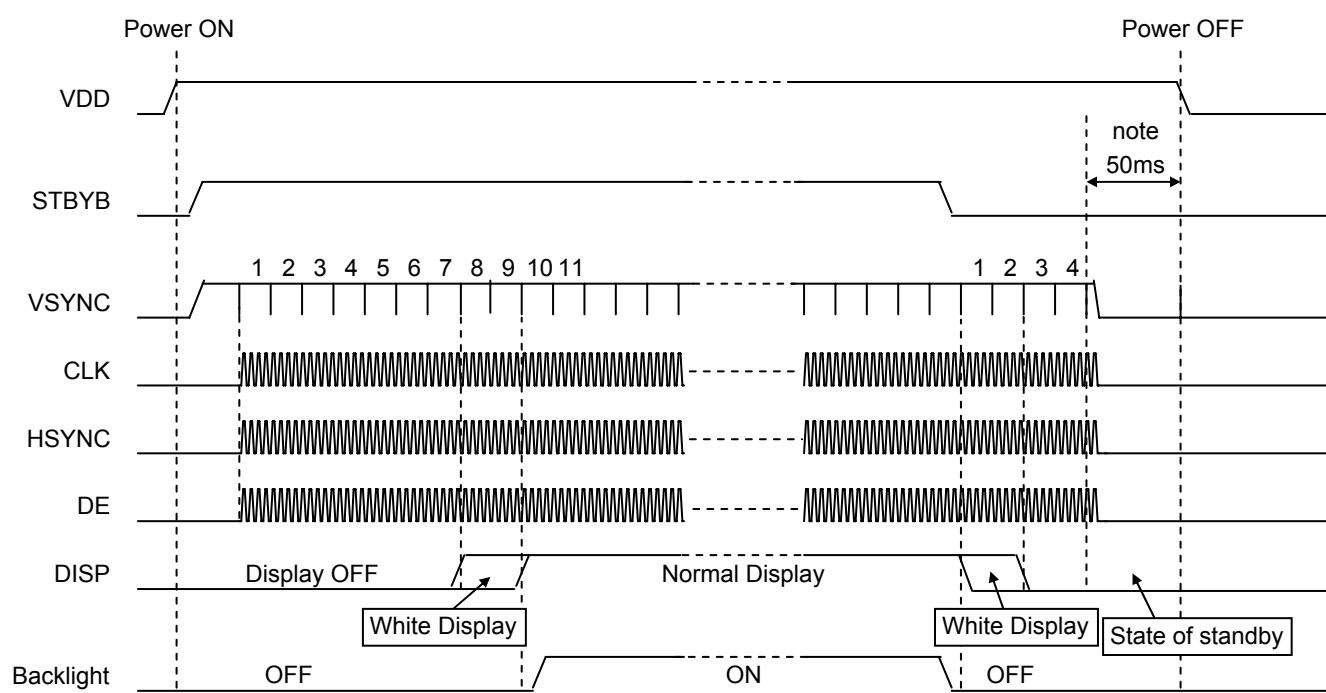 Power ON
Power OFF
VDD
note
50ms
STBYB
1 2 3 4 5 6 7 8 9 10 11
1 2 3 4
VSYNC
CLK
HSYNC
DE
DISP
Display OFF
Normal Display
White Display
White Display
State of standby
Backlight
OFF
ON
OFF